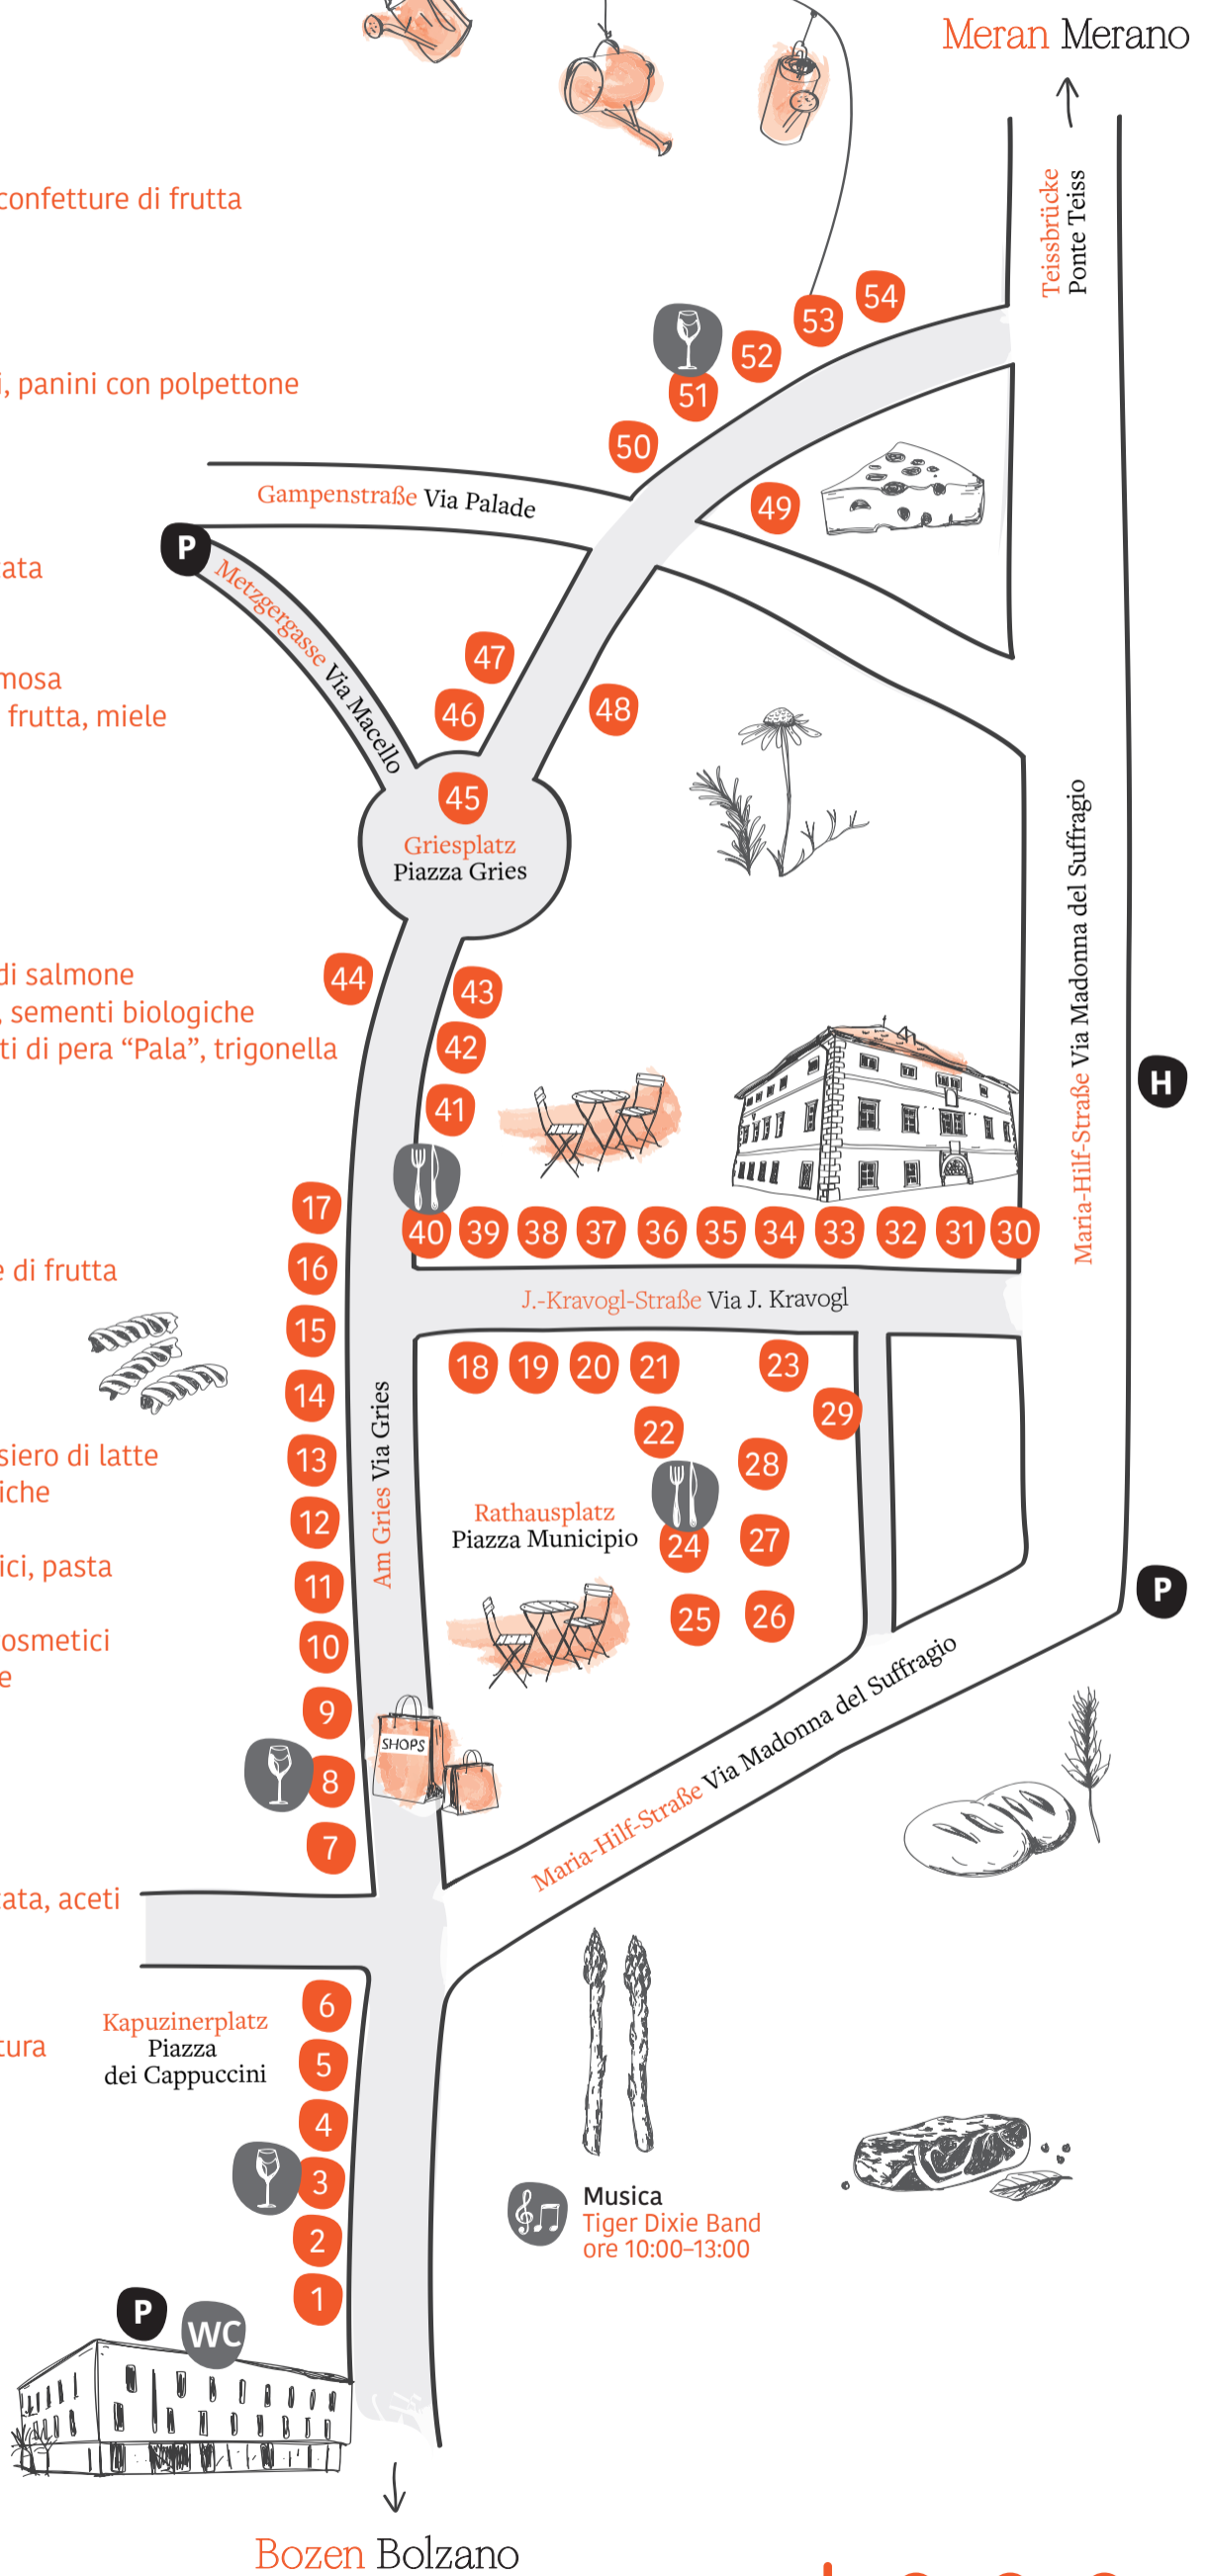 Meran Merano
Teissbrücke
Ponte Teiss
confetture di frutta
54
53
52
51
50
49
i, panini con polpettone
Gampenstraße Via Palade
P
Metzgergasse Via Macello
ata
mosa
frutta, miele
47
46
48
45
Griesplatz
Piazza Gries
di salmone
, sementi biologiche
ti di pera “Pala”, trigonella
44
43
42
41
Maria-Hilf-Straße Via Madonna del Suffragio
H
17
40 39 38 37 36 35 34 33 32 31 30
16
e di frutta
J.-Kravogl-Straße Via J. Kravogl
15
18 19 20 21 23
14
29
22
13
28
siero di latte
iche
Am Gries Via Gries
Rathausplatz
Piazza Municipio
12
24
27
ici, pasta
11
P
25
26
10
osmetici
e
9
SHOPS
8
7
Maria-Hilf-Straße Via Madonna del Suffragio
tata, aceti
6
Kapuzinerplatz
Piazza
dei Cappuccini
tura
5
4
3
2
1
Musica
Tiger Dixie Band
ore 10:00–13:00
P
WC
Bozen Bolzano